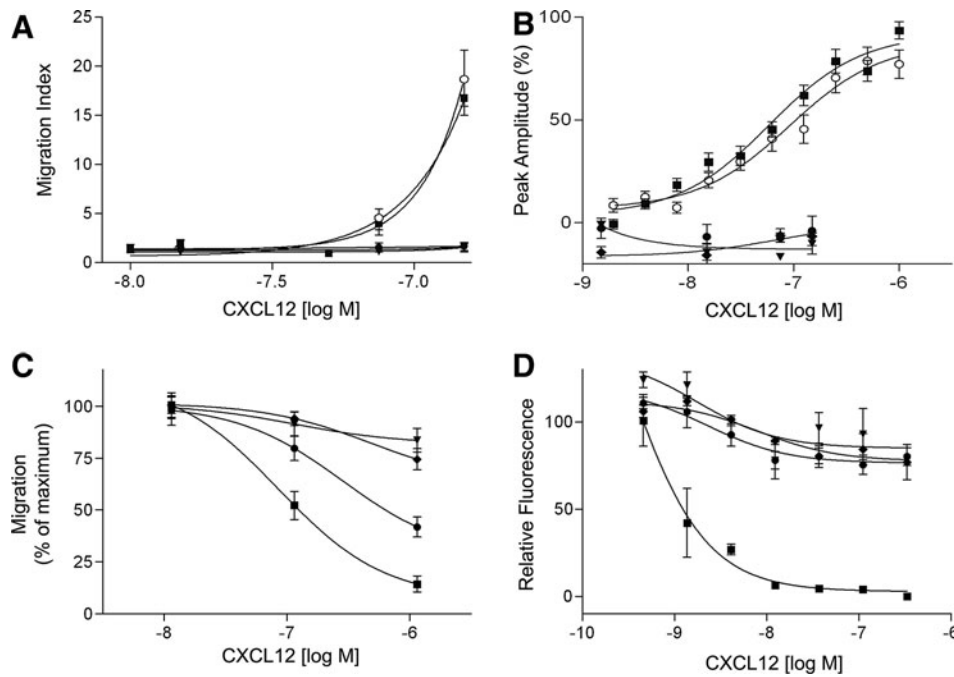 A
Migration Index
25
20
15
10
5
0
-8.0
-7.5
-7.0
CXCL12 [log M]
B
Peak Amplitude (%)
100
50
0
-9
-8
-7
-6
CXCL12 [log M]
C
Migration
(% of maximum)
100
75
50
25
0
-8
-7
-6
CXCL12 [log M]
D
Relative Fluorescence
100
50
0
-10
-9
-8
-7
-6
CXCL12 [log M]